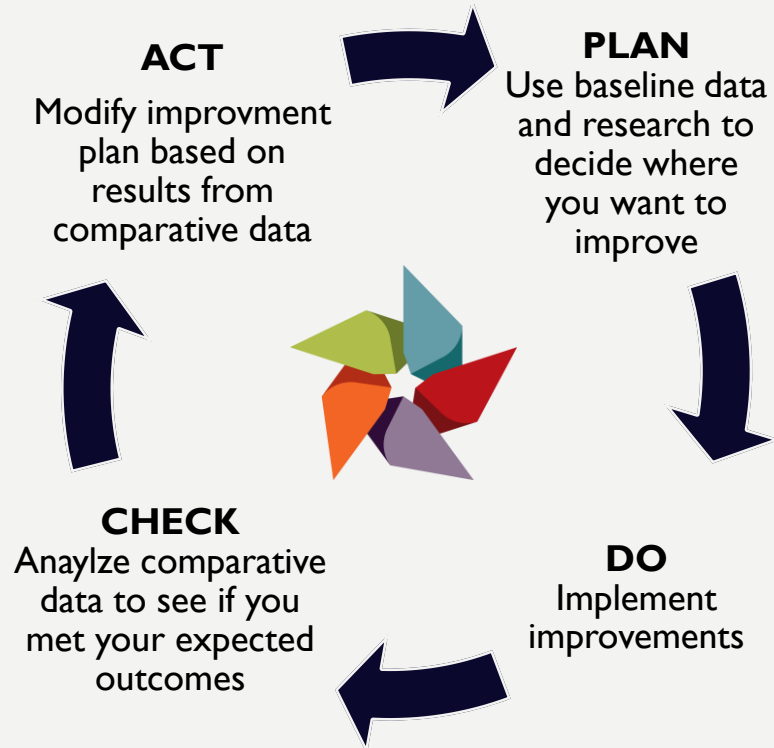 ACT
Modify improvment
plan based on
results from
comparative data
PLAN
Use baseline data
and research to
decide where
you want to
improve
DO
Implement
improvements
CHECK
Anaylze comparative
data to see if you
met your expected
outcomes